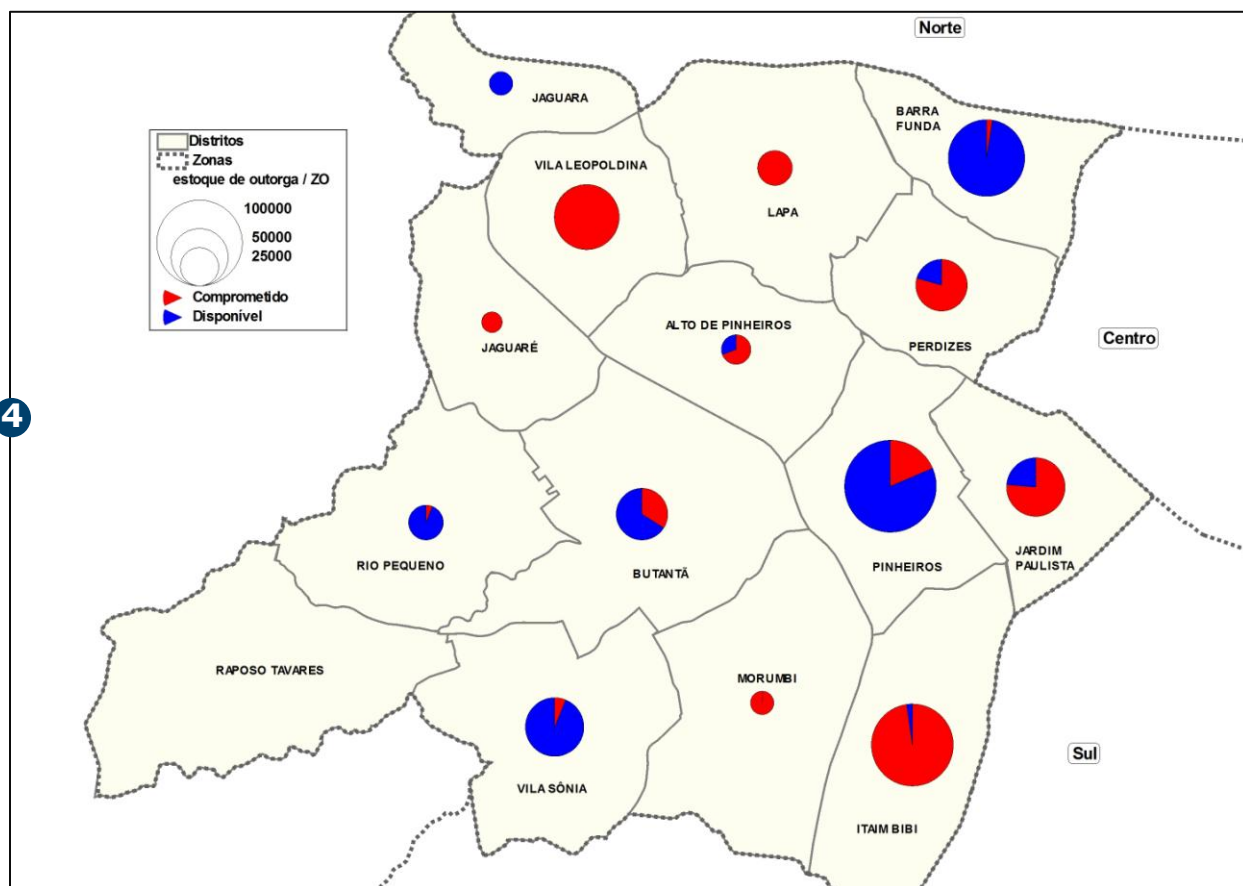 Norte
JAGUARA
BARRA
FUNDA
Distritos
Zonas
estoque de outorga / ZO
100000
50000
25000
Comprometido
Disponível
VILA LEOPOLDINA
LAPA
JAGUARÉ
ALTO DE PINHEIROS
PERDIZES
Centro
4
RIO PEQUENO
BUTANTÃ
PINHEIROS
JARDIM
PAULISTA
RAPOSO TAVARES
MORUMBI
VILA SÔNIA
ITAIM BIBI
Sul